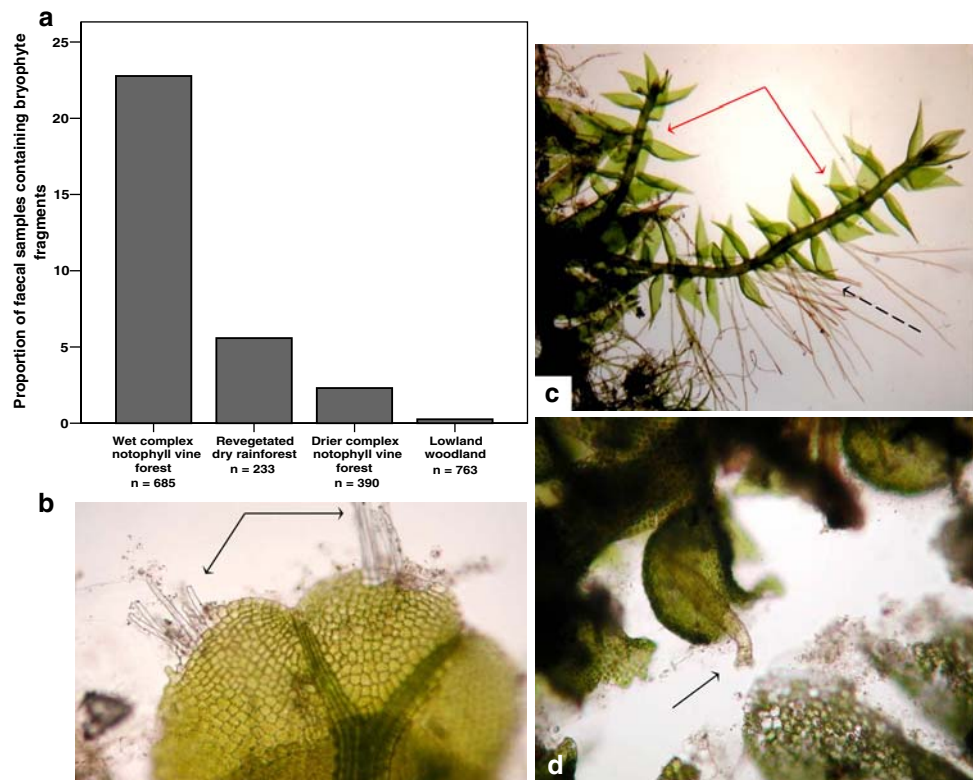 a
Proportion of faecal samples containing bryophyte
fragments
25
20
15
10
5
0
Wet complex
notophyll vine
forest
n = 685
Revegetated
dry rainforest
n = 233
Drier complex
notophyll vine
forest
n = 390
Lowland
woodland
n = 763
b
c
d